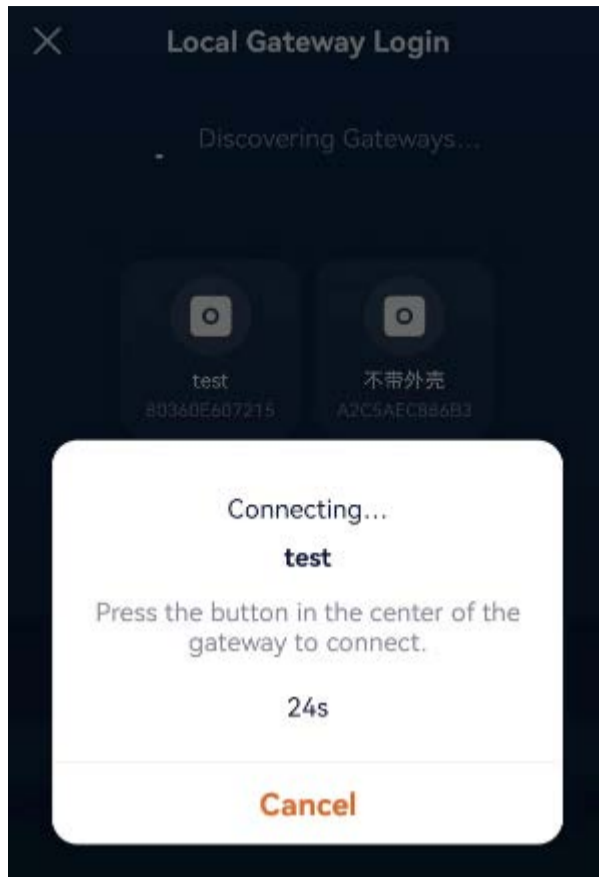 Local Gateway Login
Discovering Gateways...
test
不带外壳
80360E607215
A2C5AECB86B3
Connecting...
test
Press the button in the center of the
gateway to connect.
24s
Cancel